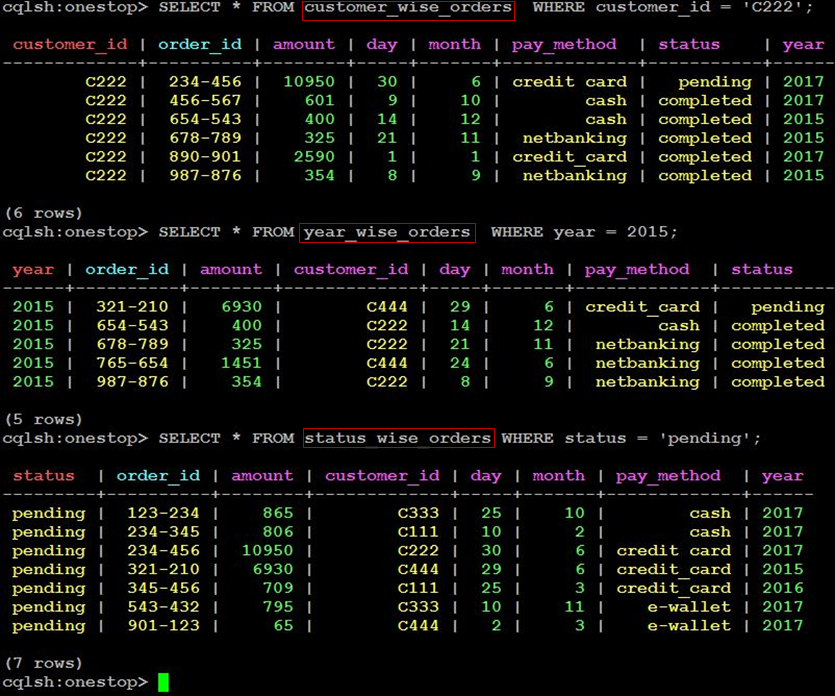 cqlsh:onestop> SELECT * FROM customer_wise_orders  WHERE customer_id = 'C222';
 customer_id | order_id | amount | day | month | pay_method  | status    | year
-------------+----------+--------+-----+-------+-------------+-----------+------
        C222 |  234-456 |  10950 |  30 |     6 | credit card |   pending | 2017
        C222 |  456-567 |    601 |   9 |    10 |        cash | completed | 2017
        C222 |  654-543 |    400 |  14 |    12 |        cash | completed | 2015
        C222 |  678-789 |    325 |  21 |    11 |  netbanking | completed | 2015
        C222 |  890-901 |   2590 |   1 |     1 | credit_card | completed | 2017
        C222 |  987-876 |    354 |   8 |     9 |  netbanking | completed | 2015
(6 rows)
cqlsh:onestop> SELECT * FROM year_wise_orders  WHERE year = 2015;
 year | order_id | amount | customer_id | day | month | pay_method  | status
------+----------+--------+-------------+-----+-------+-------------+-----------
 2015 |  321-210 |   6930 |        C444 |  29 |     6 | credit_card |   pending
 2015 |  654-543 |    400 |        C222 |  14 |    12 |        cash | completed
 2015 |  678-789 |    325 |        C222 |  21 |    11 |  netbanking | completed
 2015 |  765-654 |   1451 |        C444 |  24 |     6 |  netbanking | completed
 2015 |  987-876 |    354 |        C222 |   8 |     9 |  netbanking | completed
(5 rows)
cqlsh:onestop> SELECT * FROM status_wise_orders WHERE status = 'pending';
 status  | order_id | amount | customer_id | day | month | pay_method  | year
---------+----------+--------+-------------+-----+-------+-------------+------
 pending |  123-234 |    865 |        C333 |  25 |    10 |        cash | 2017
 pending |  234-345 |    806 |        C111 |  10 |     2 |        cash | 2017
 pending |  234-456 |  10950 |        C222 |  30 |     6 | credit card | 2017
 pending |  321-210 |   6930 |        C444 |  29 |     6 | credit_card | 2015
 pending |  345-456 |    709 |        C111 |  25 |     3 | credit_card | 2016
 pending |  543-432 |    795 |        C333 |  10 |    11 |    e-wallet | 2017
 pending |  901-123 |     65 |        C444 |   2 |     3 |    e-wallet | 2017
(7 rows)
cqlsh:onestop>